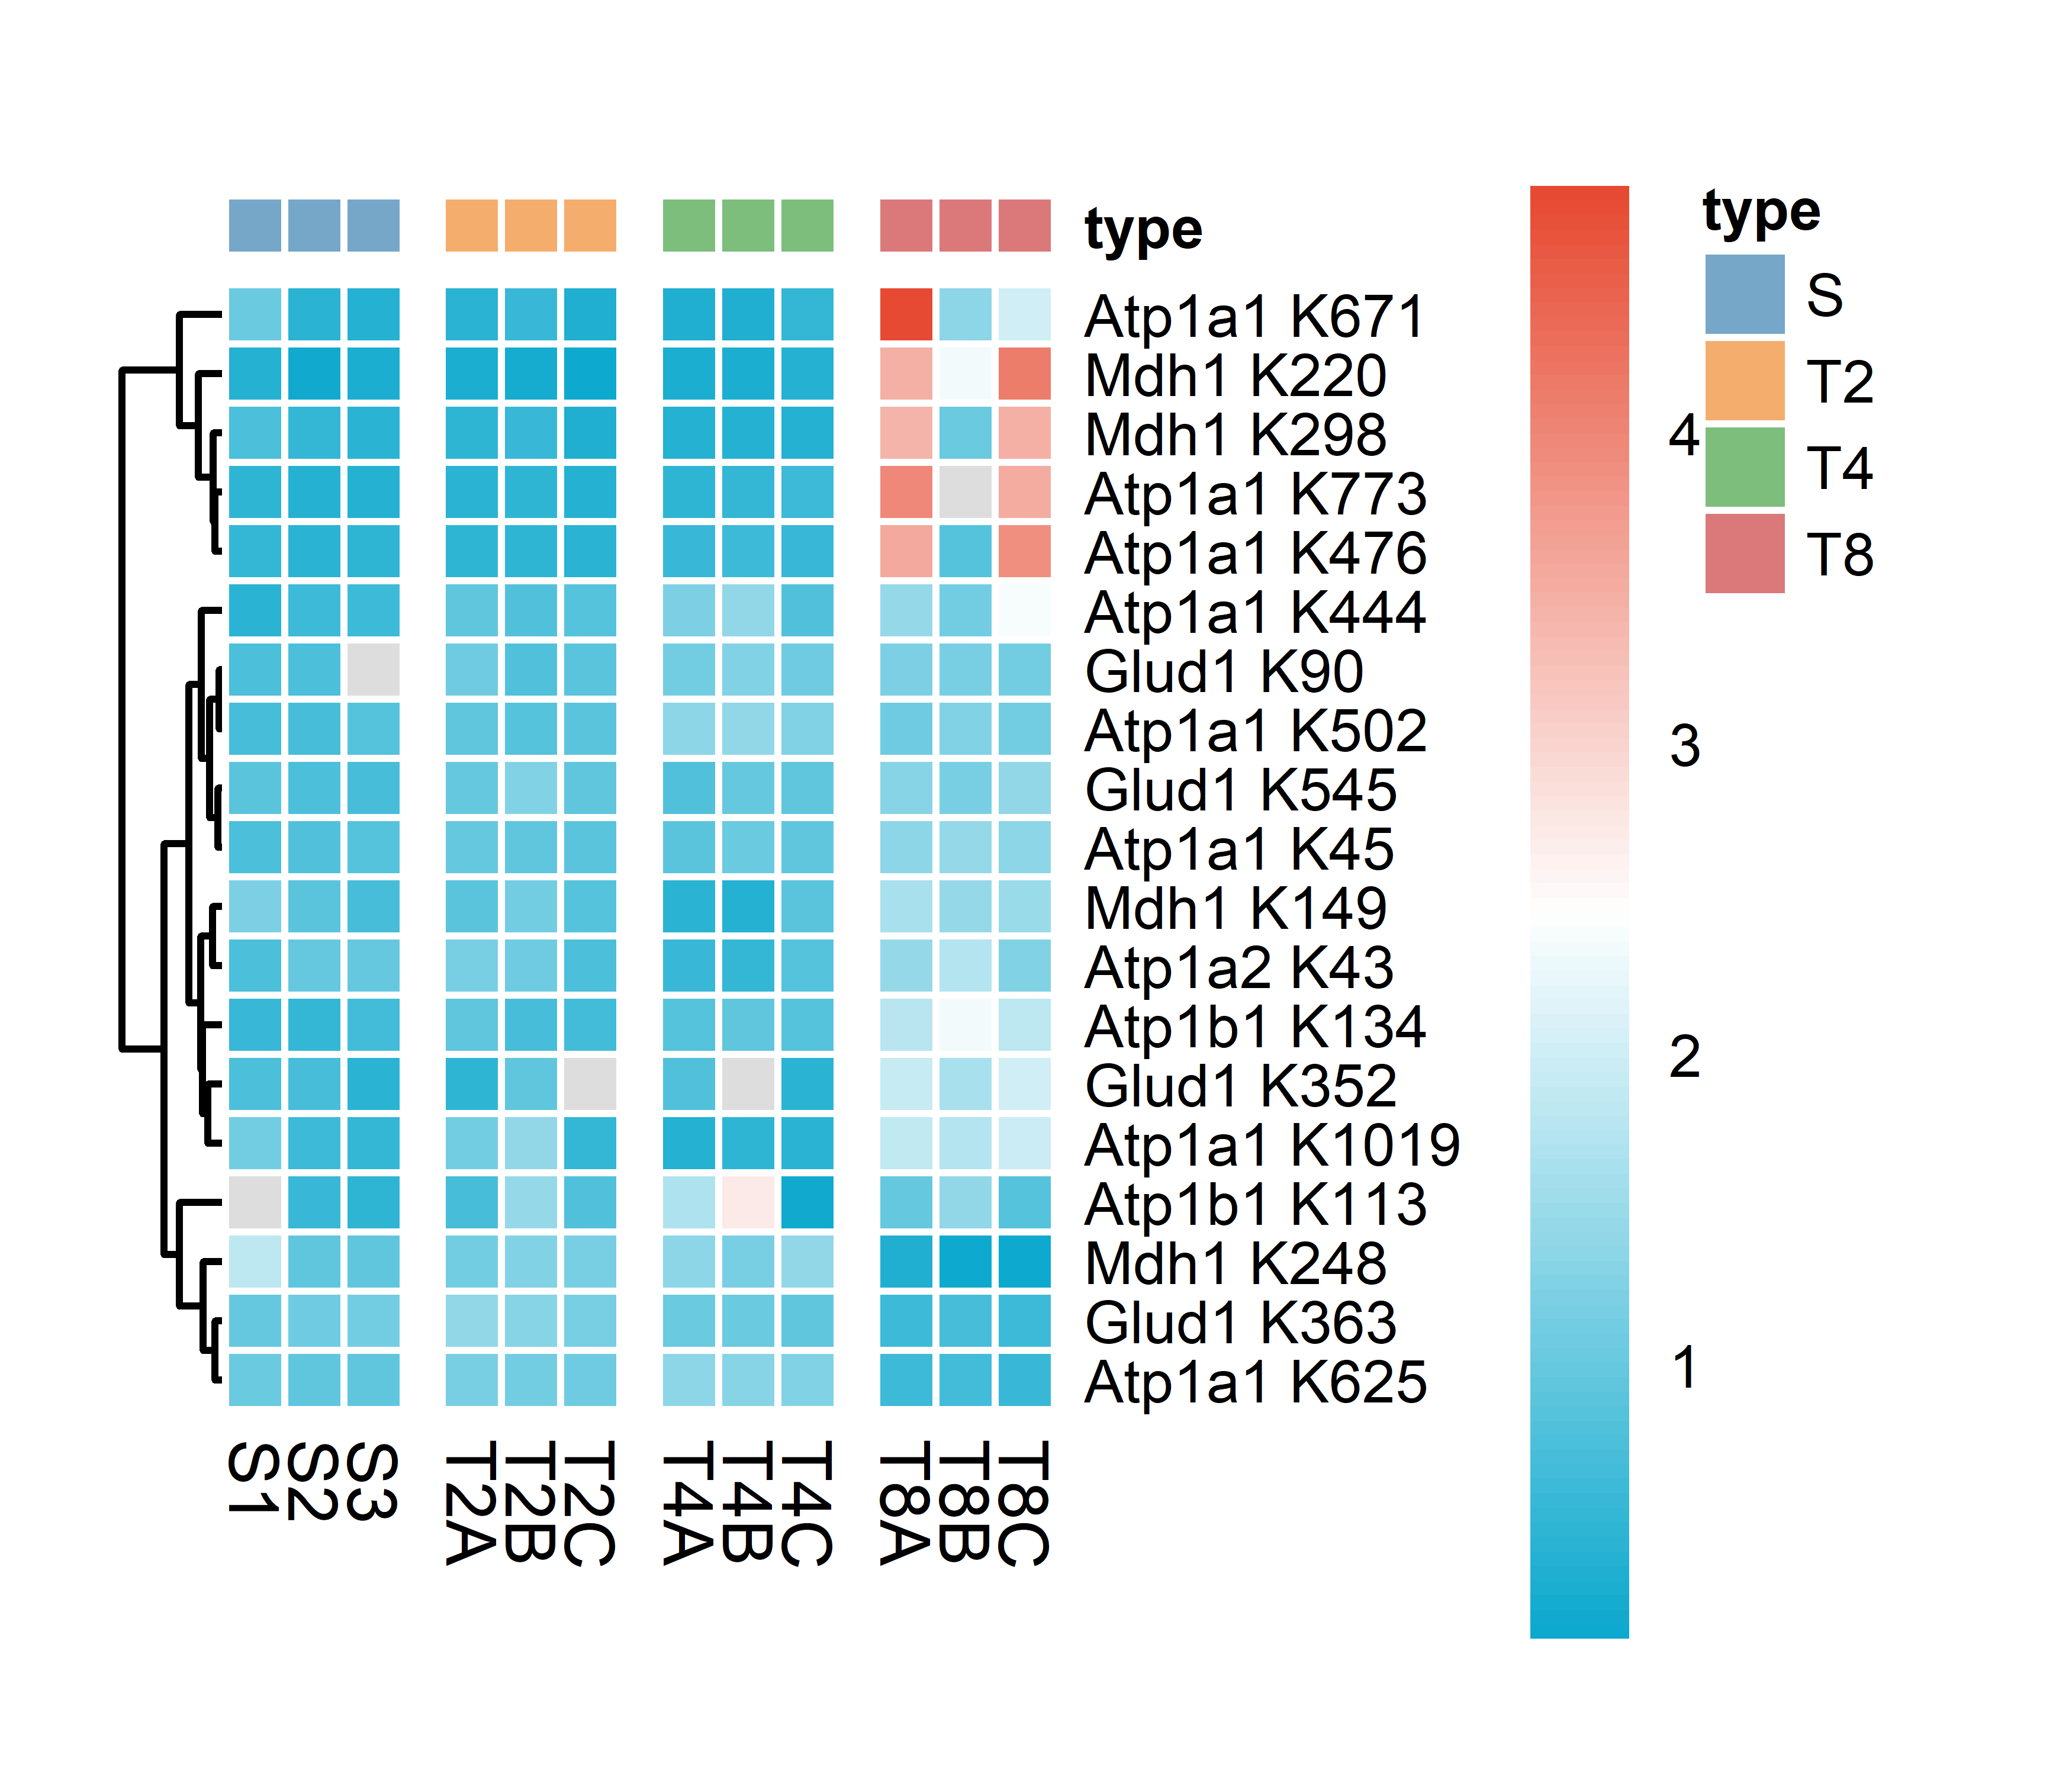 type
Atp1a1 K671
Mdh1 K220
Mdh1 K298
Atp1a1 K773
Atp1a1 K476
Atp1a1 K444
Glud1 K90
Atp1a1 K502
Glud1 K545
Atp1a1 K45
Mdh1 K149
Atp1a2 K43
Atp1b1 K134
Glud1 K352
Atp1a1 K1019
Atp1b1 K113
Mdh1 K248
Glud1 K363
Atp1a1 K625
S1
S2
S3
T2A
T2B
T2C
T4A
T4B
T4C
T8A
T8B
T8C
4
3
2
1
type
S
T2
T4
T8